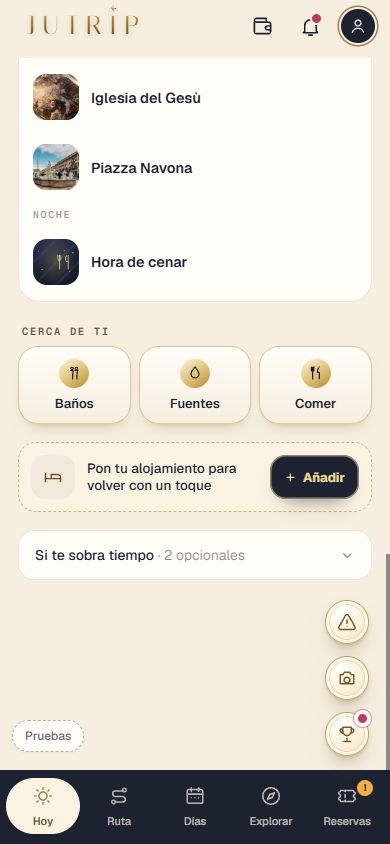 JUTRIP
Iglesia del Gesù
Piazza Navona
NOCHE
Hora de cenar
CERCA DE TI
Baños
Fuentes
Comer
Pon tu alojamiento para
volver con un toque
+ Añadir
Si te sobra tiempo · 2 opcionales
Pruebas
Hoy
Ruta
Días
Explorar
!
Reservas